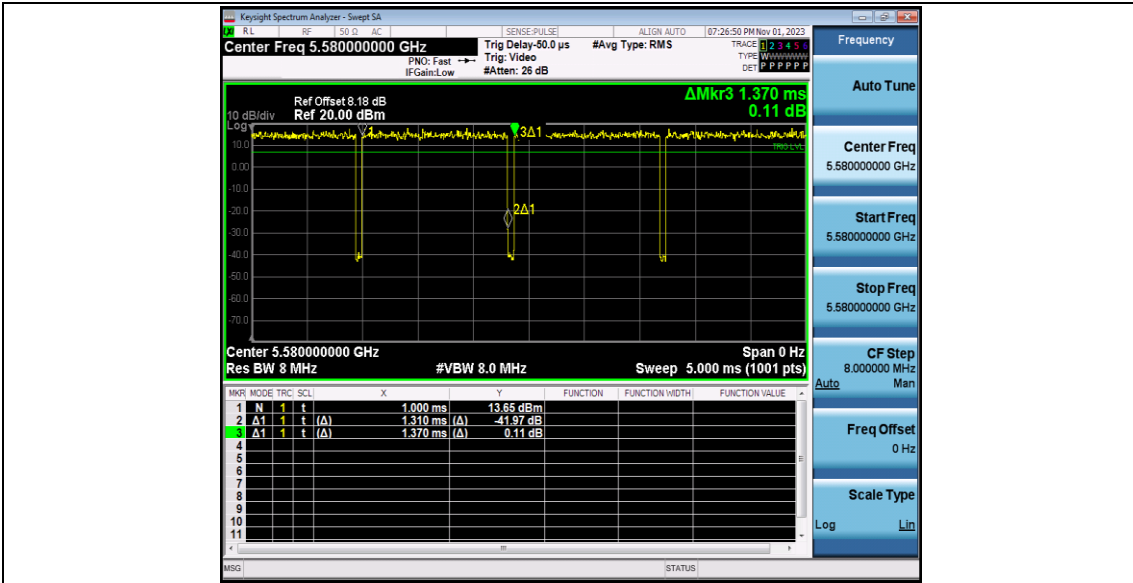 Keysight Spectrum Analyzer - Swept SA
RL RF 50 Ω AC SENSE:PULSE ALIGN AUTO 07:26:50 PM Nov 01, 2023
Center Freq 5.580000000 GHz
PNO: Fast
IFGain:Low
Trig Delay-50.0 µs
Trig: Video
#Atten: 26 dB
#Avg Type: RMS
TRACE 1 2 3 4 5 6
TYPE W
DET P P P P P P
ΔMkr3 1.370 ms
0.11 dB
Ref Offset 8.18 dB
10 dB/div Ref 20.00 dBm
Log
1
3Δ1
10.0
TRIG LVL
0.00
-10.0
-20.0
2Δ1
-30.0
-40.0
-50.0
-60.0
-70.0
Center 5.580000000 GHz Span 0 Hz
Res BW 8 MHz #VBW 8.0 MHz Sweep 5.000 ms (1001 pts)
MKR MODE TRC SCL X Y FUNCTION FUNCTION WIDTH FUNCTION VALUE
1 N 1 t 1.000 ms 13.65 dBm
2 Δ1 1 t (Δ) 1.310 ms (Δ) -41.97 dB
3 Δ1 1 t (Δ) 1.370 ms (Δ) 0.11 dB
4
5
6
7
8
9
10
11
MSG STATUS
Frequency
Auto Tune
Center Freq
5.580000000 GHz
Start Freq
5.580000000 GHz
Stop Freq
5.580000000 GHz
CF Step
8.000000 MHz
Auto Man
Freq Offset
0 Hz
Scale Type
Log Lin